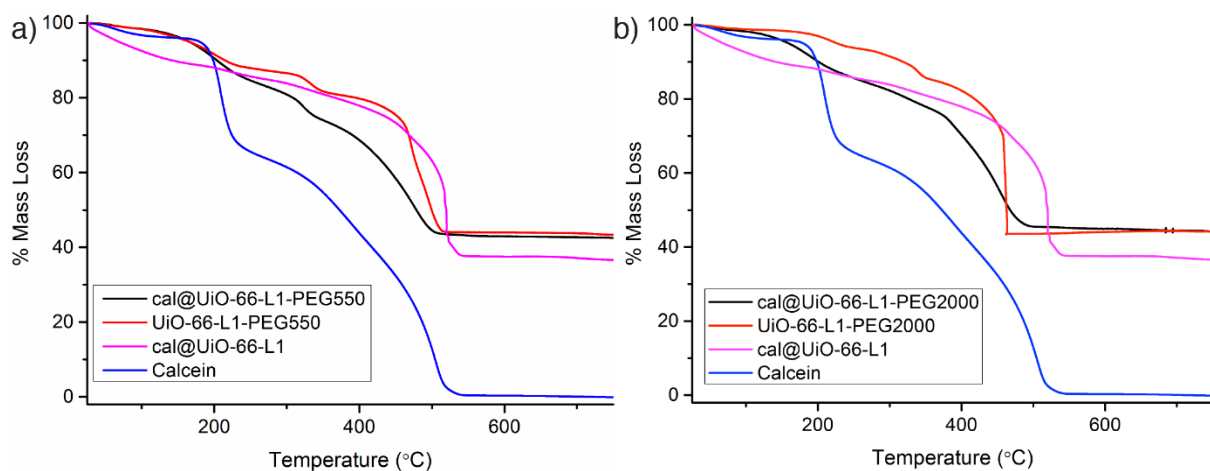 a)
% Mass Loss
100
80
60
40
20
0
cal@UiO-66-L1-PEG550
UiO-66-L1-PEG550
cal@UiO-66-L1
Calcein
200
400
600
Temperature (°C)
b)
% Mass Loss
100
80
60
40
20
0
cal@UiO-66-L1-PEG2000
UiO-66-L1-PEG2000
cal@UiO-66-L1
Calcein
200
400
600
Temperature (°C)